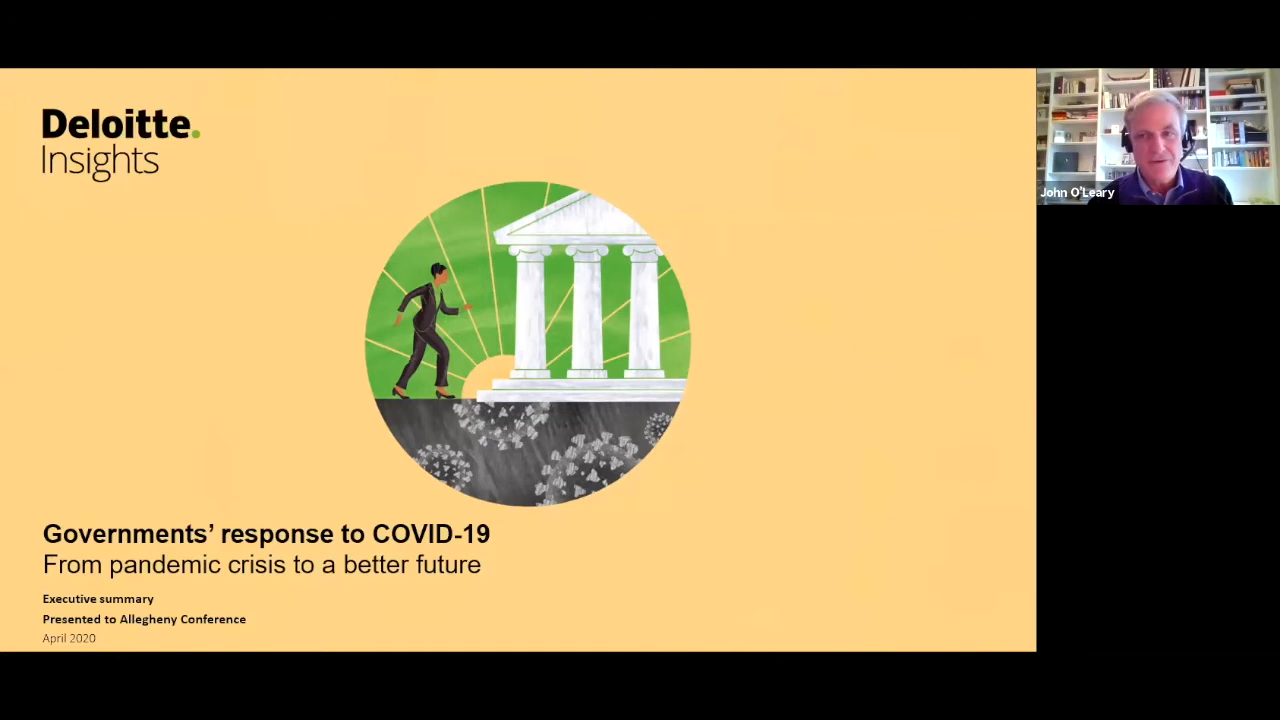 Deloitte.
Insights
John O'Leary
Governments’ response to COVID-19
From pandemic crisis to a better future
Executive summary
Presented to Allegheny Conference
April 2020